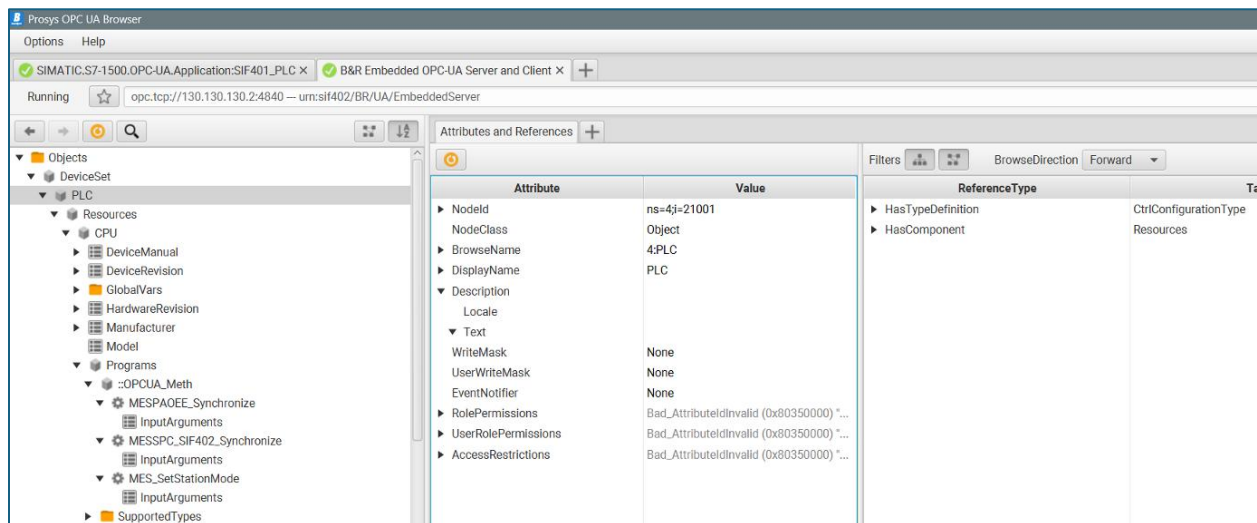 Prosys OPC UA Browser
Options Help
SIMATIC.S7-1500.OPC-UA.Application:SIF401_PLC × B&R Embedded OPC-UA Server and Client × +
Running opc.tcp://130.130.130.2:4840 — urn:sif402/BR/UA/EmbeddedServer
Objects
DeviceSet
PLC
Resources
CPU
DeviceManual
DeviceRevision
GlobalVars
HardwareRevision
Manufacturer
Model
Programs
::OPCUA_Meth
MESPAOEE_Synchronize
InputArguments
MESSPC_SIF402_Synchronize
InputArguments
MES_SetStationMode
InputArguments
SupportedTypes
Attributes and References +
Attribute Value
NodeId ns=4;i=21001
NodeClass Object
BrowseName 4:PLC
DisplayName PLC
Description
Locale
Text
WriteMask None
UserWriteMask None
EventNotifier None
RolePermissions Bad_AttributeIdInvalid (0x80350000) "...
UserRolePermissions Bad_AttributeIdInvalid (0x80350000) "...
AccessRestrictions Bad_AttributeIdInvalid (0x80350000) "...
Filters BrowseDirection Forward
ReferenceType Ta
HasTypeDefinition CtrlConfigurationType
HasComponent Resources